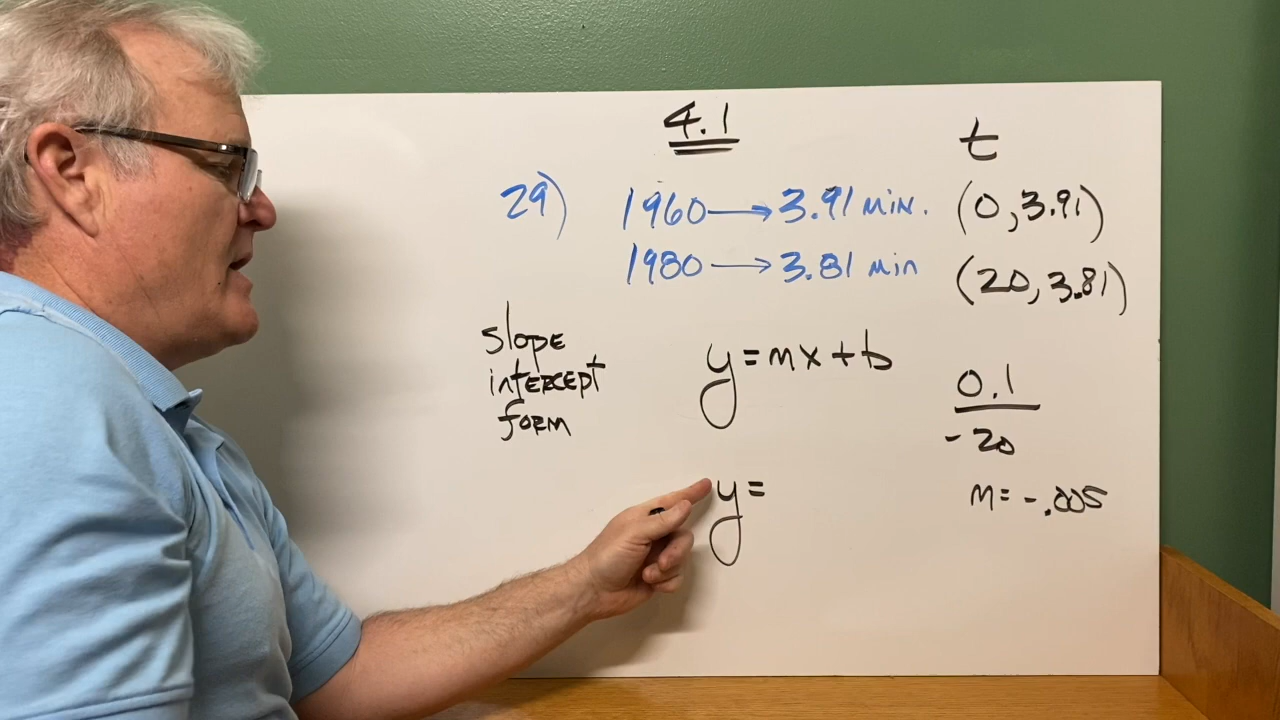 4.1
t
29) 1960 → 3.91 MIN. (0, 3.91)
1980 → 3.81 MIN (20, 3.81)
slope
intercept
form
y = mx + b
0.1
-20
y =
m = -.005